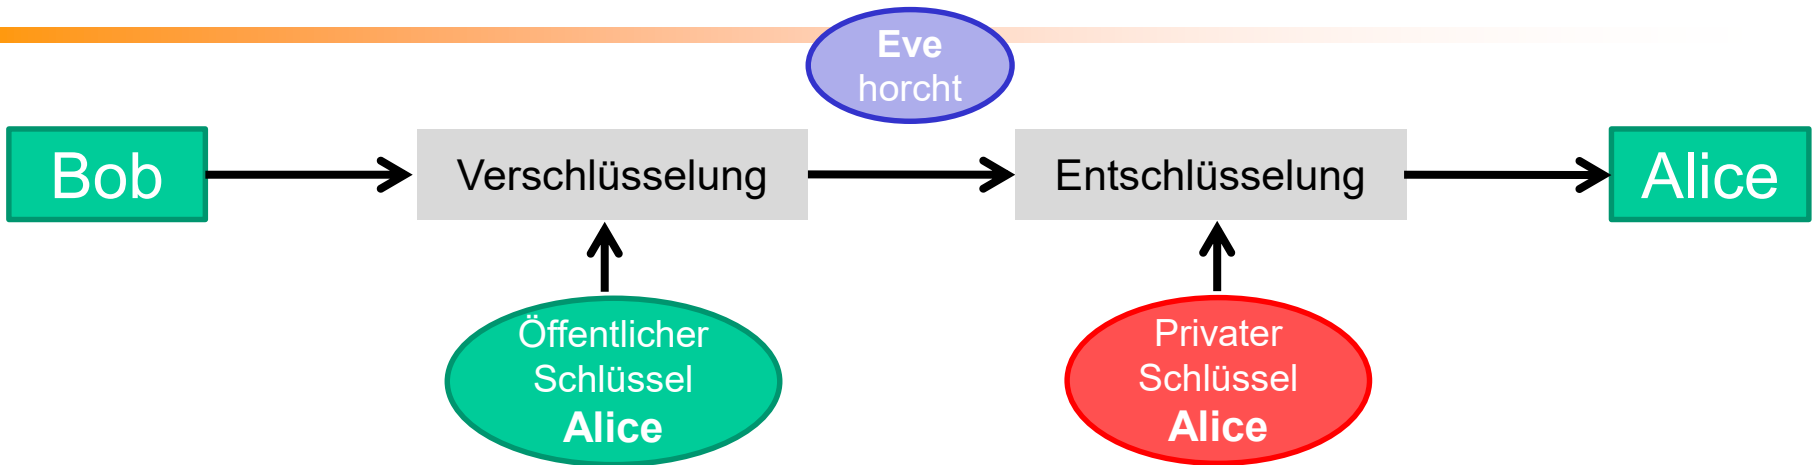 Eve
horcht
Bob
Verschlüsselung
Entschlüsselung
Alice
Öffentlicher
Schlüssel
Alice
Privater
Schlüssel
Alice